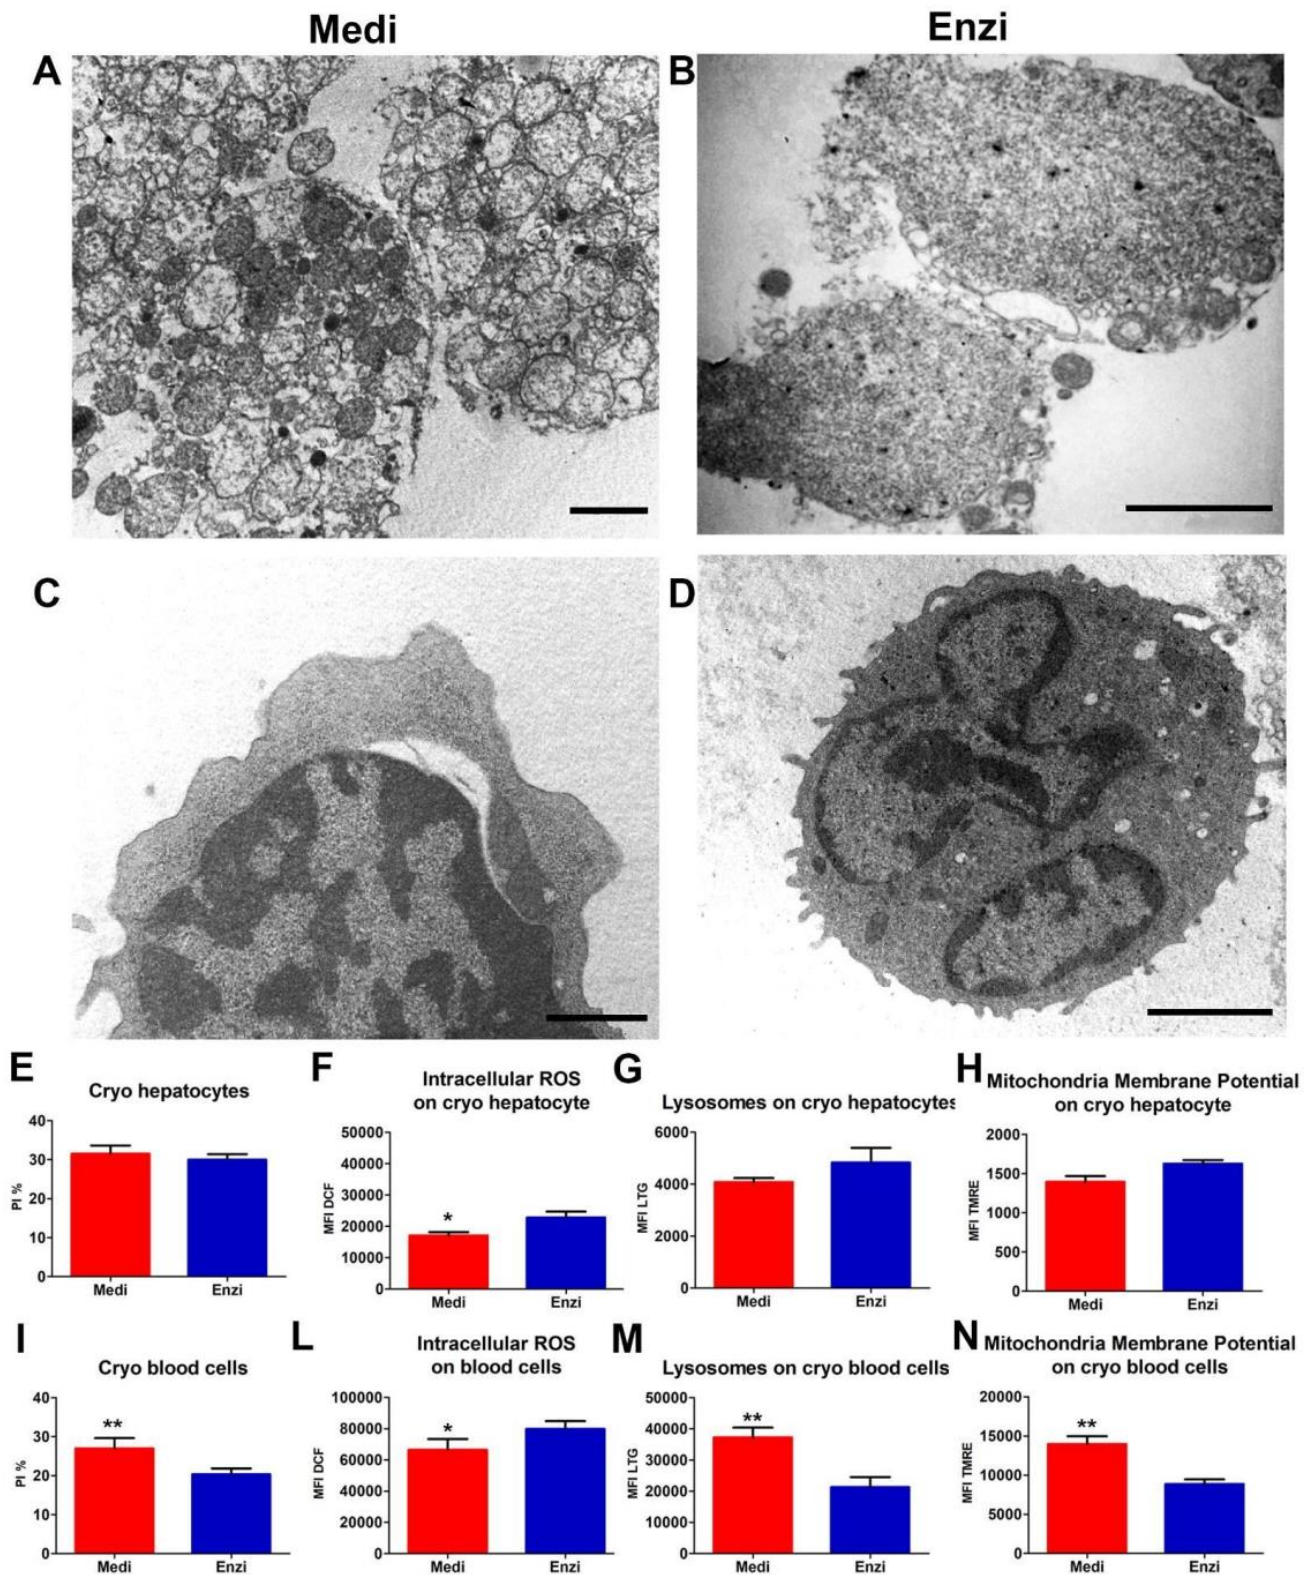 Medi Enzi
A B
C D
E F G H
Cryo hepatocytes
Intracellular ROS
on cryo hepatocyte
Lysosomes on cryo hepatocytes
Mitochondria Membrane Potential
on cryo hepatocyte
PI %
40
30
20
10
0
Medi Enzi
MFI DCF
50000
40000
30000
20000
10000
0
*
Medi Enzi
MFI LTG
6000
4000
2000
0
Medi Enzi
MFI TMRE
2000
1500
1000
500
0
Medi Enzi
I L M N
Cryo blood cells
Intracellular ROS
on blood cells
Lysosomes on cryo blood cells
Mitochondria Membrane Potential
on cryo blood cells
PI %
40
30
20
10
0
**
Medi Enzi
MFI DCF
100000
80000
60000
40000
20000
0
*
Medi Enzi
MFI LTG
50000
40000
30000
20000
10000
0
**
Medi Enzi
MFI TMRE
20000
15000
10000
5000
0
**
Medi Enzi